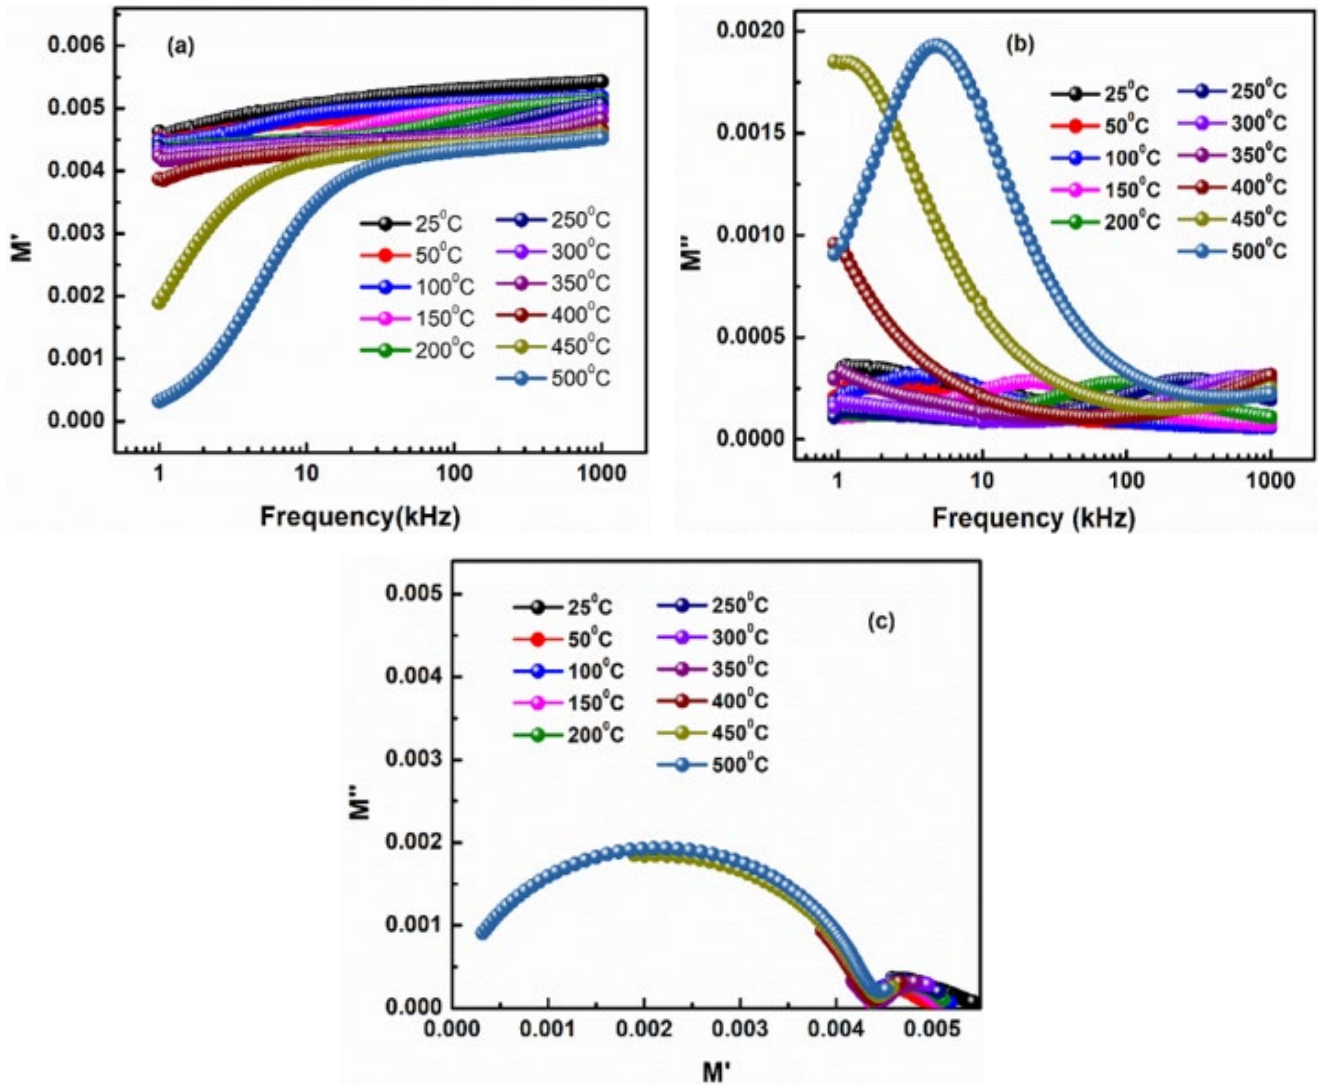 (a)
0.006
0.005
0.004
0.003
0.002
0.001
0.000
M'
25⁰C
50⁰C
100⁰C
150⁰C
200⁰C
250⁰C
300⁰C
350⁰C
400⁰C
450⁰C
500⁰C
1 10 100 1000
Frequency(kHz)
(b)
0.0020
0.0015
0.0010
0.0005
0.0000
M''
25⁰C
50⁰C
100⁰C
150⁰C
200⁰C
250⁰C
300⁰C
350⁰C
400⁰C
450⁰C
500⁰C
1 10 100 1000
Frequency (kHz)
(c)
0.005
0.004
0.003
0.002
0.001
0.000
M''
25⁰C
50⁰C
100⁰C
150⁰C
200⁰C
250⁰C
300⁰C
350⁰C
400⁰C
450⁰C
500⁰C
0.000 0.001 0.002 0.003 0.004 0.005
M'